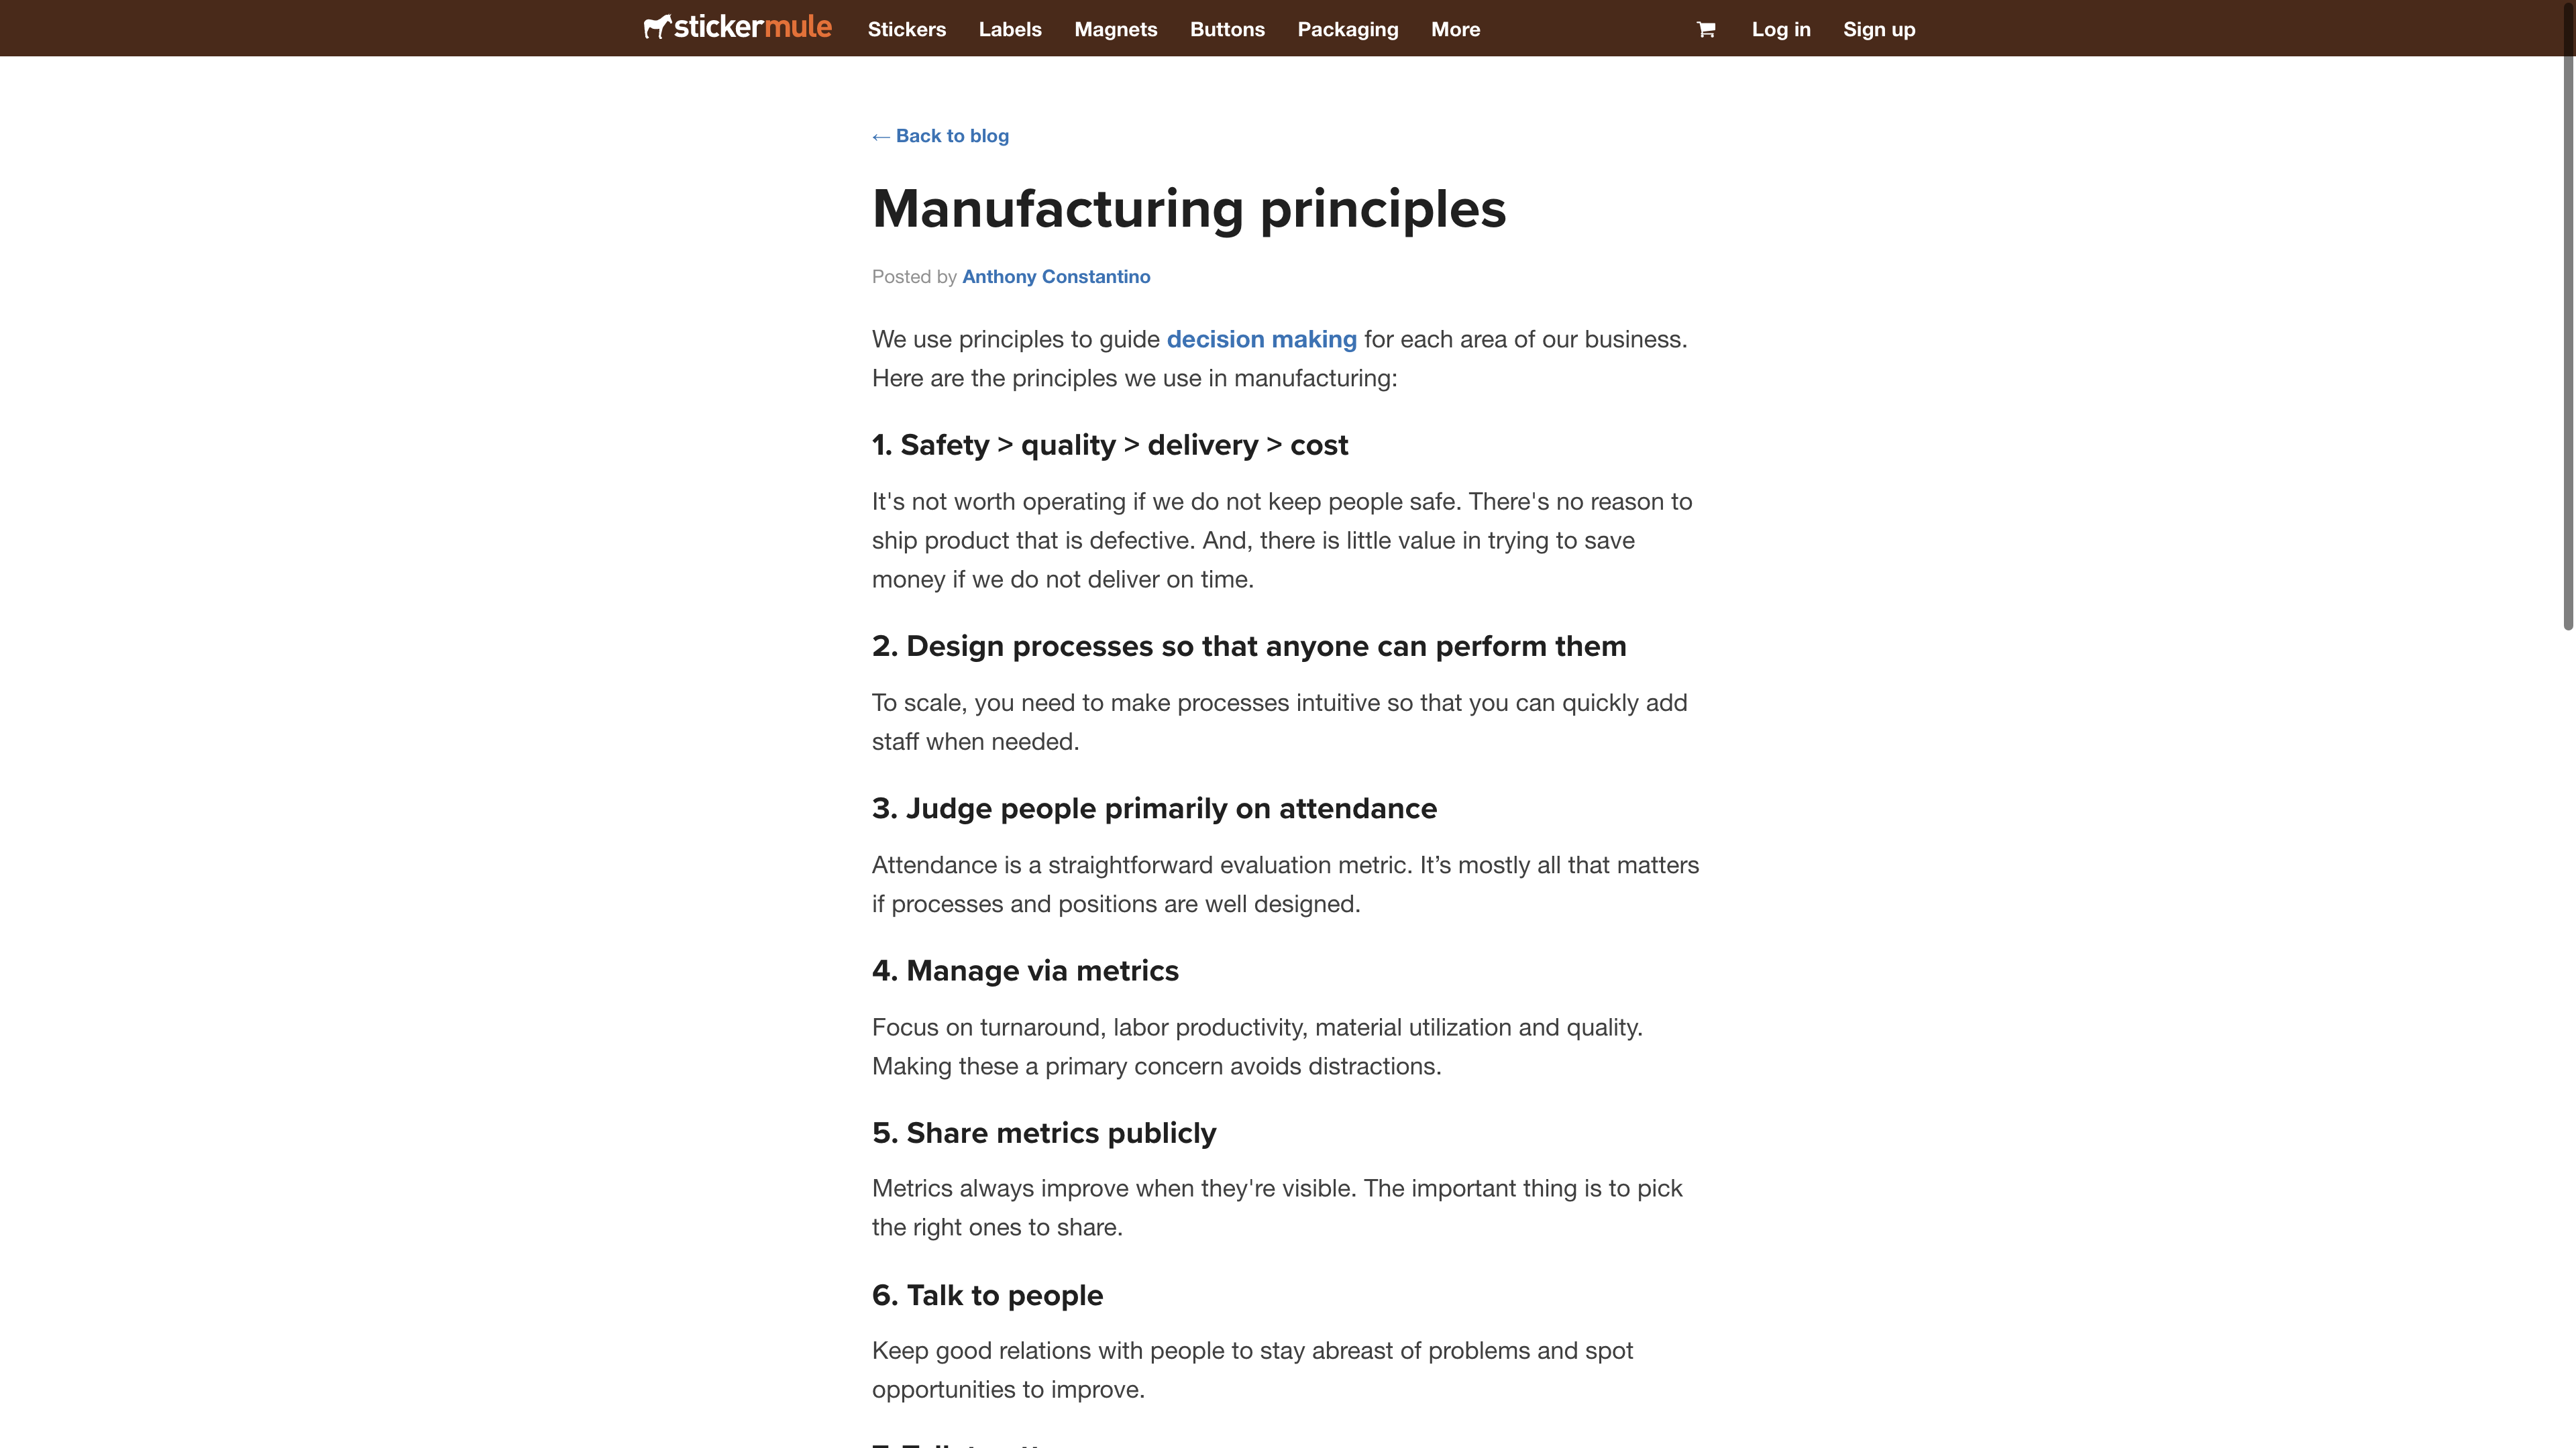 stickermule Stickers Labels Magnets Buttons Packaging More Log in Sign up
← Back to blog
Manufacturing principles
Posted by Anthony Constantino
We use principles to guide decision making for each area of our business.
Here are the principles we use in manufacturing:
1. Safety > quality > delivery > cost
It's not worth operating if we do not keep people safe. There's no reason to
ship product that is defective. And, there is little value in trying to save
money if we do not deliver on time.
2. Design processes so that anyone can perform them
To scale, you need to make processes intuitive so that you can quickly add
staff when needed.
3. Judge people primarily on attendance
Attendance is a straightforward evaluation metric. It’s mostly all that matters
if processes and positions are well designed.
4. Manage via metrics
Focus on turnaround, labor productivity, material utilization and quality.
Making these a primary concern avoids distractions.
5. Share metrics publicly
Metrics always improve when they're visible. The important thing is to pick
the right ones to share.
6. Talk to people
Keep good relations with people to stay abreast of problems and spot
opportunities to improve.